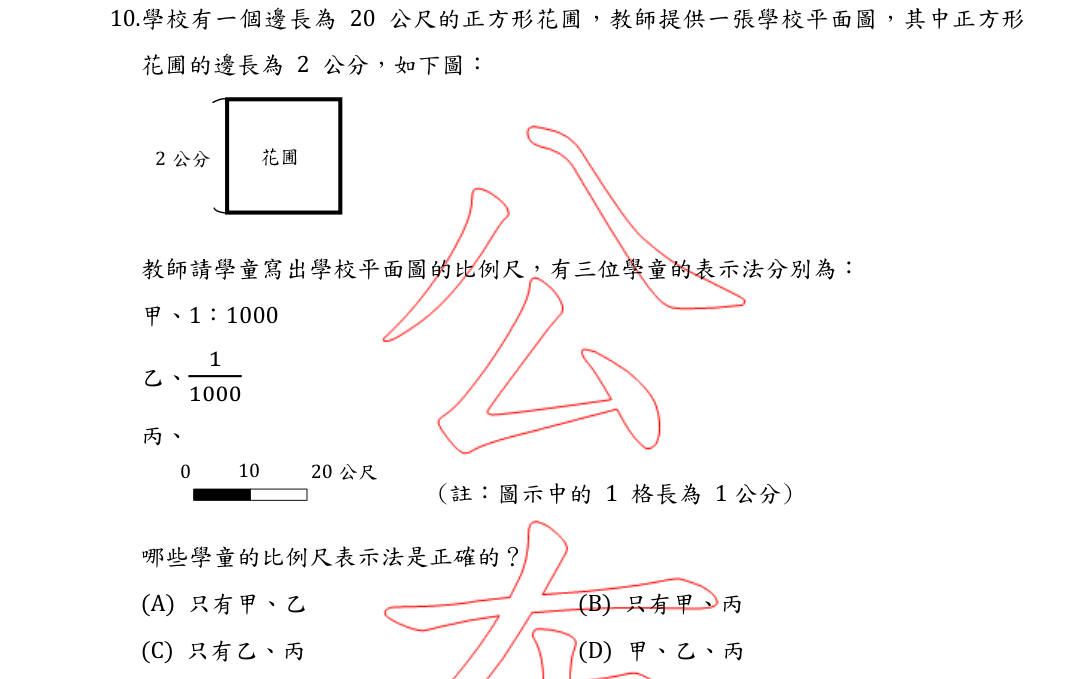 10.學校有一個邊長為 20 公尺的正方形花圃,教師提供一張學校平面圖,其中正方形
花圃的邊長為 2 公分,如下圖:
2 公分
花圃
教師請學童寫出學校平面圖的比例尺,有三位學童的表示法分別為:
甲、1:1000
乙、1/1000
丙、
0 10 20 公尺
(註:圖示中的 1 格長為 1 公分)
哪些學童的比例尺表示法是正確的?
(A) 只有甲、乙
(B) 只有甲、丙
(C) 只有乙、丙
(D) 甲、乙、丙
公